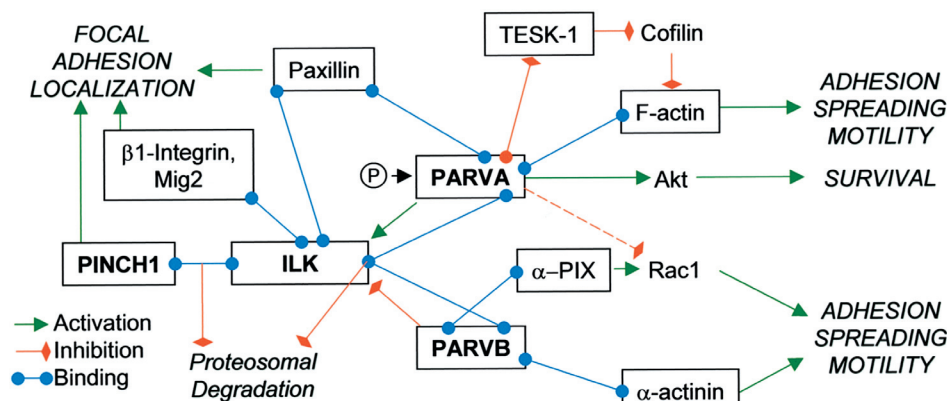 FOCAL
ADHESION
LOCALIZATION
Paxillin
TESK-1
Cofilin
F-actin
ADHESION
SPREADING
MOTILITY
β1-Integrin,
Mig2
P
PARVA
Akt
SURVIVAL
PINCH1
ILK
α–PIX
Rac1
Activation
Inhibition
Binding
Proteosomal
Degradation
PARVB
α-actinin
ADHESION
SPREADING
MOTILITY